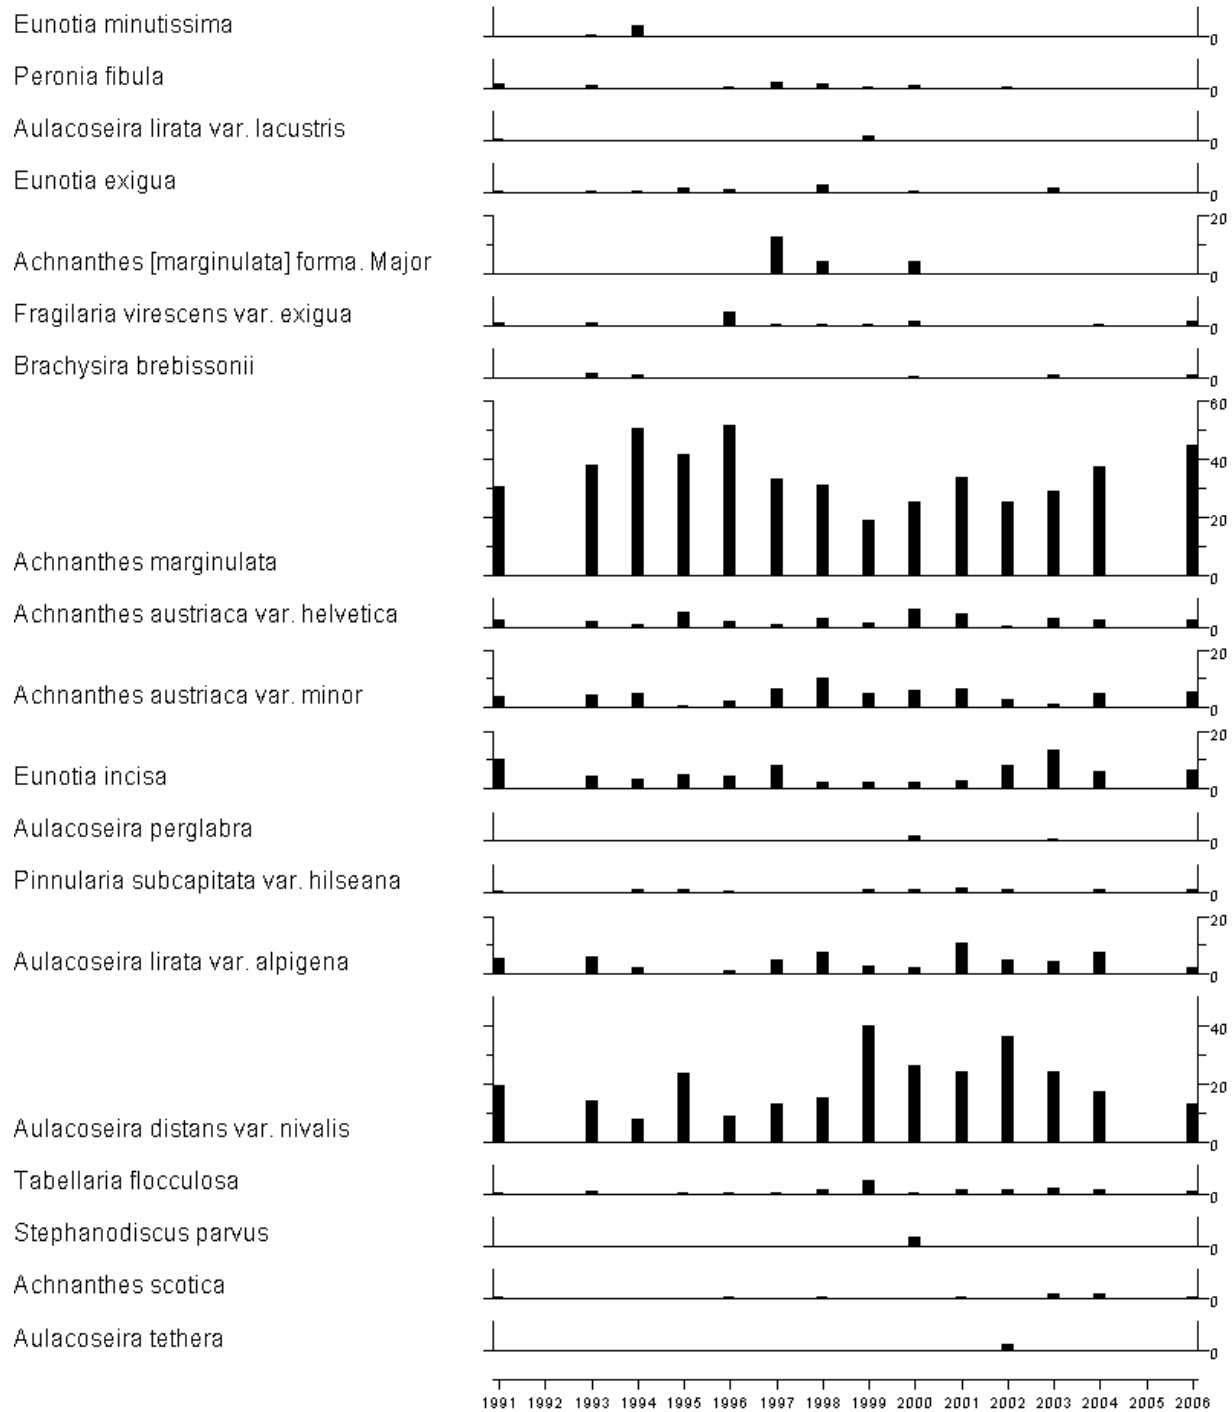 Eunotia minutissima
0
Peronia fibula
0
Aulacoseira lirata var. lacustris
0
Eunotia exigua
0
20
Achnanthes [marginulata] forma. Major
0
Fragilaria virescens var. exigua
0
Brachysira brebissonii
0
60
40
20
Achnanthes marginulata
0
Achnanthes austriaca var. helvetica
0
20
Achnanthes austriaca var. minor
0
20
Eunotia incisa
0
Aulacoseira perglabra
0
Pinnularia subcapitata var. hilseana
0
20
Aulacoseira lirata var. alpigena
0
40
20
Aulacoseira distans var. nivalis
0
Tabellaria flocculosa
0
Stephanodiscus parvus
0
Achnanthes scotica
0
Aulacoseira tethera
0
1991 1992 1993 1994 1995 1996 1997 1998 1999 2000 2001 2002 2003 2004 2005 2006